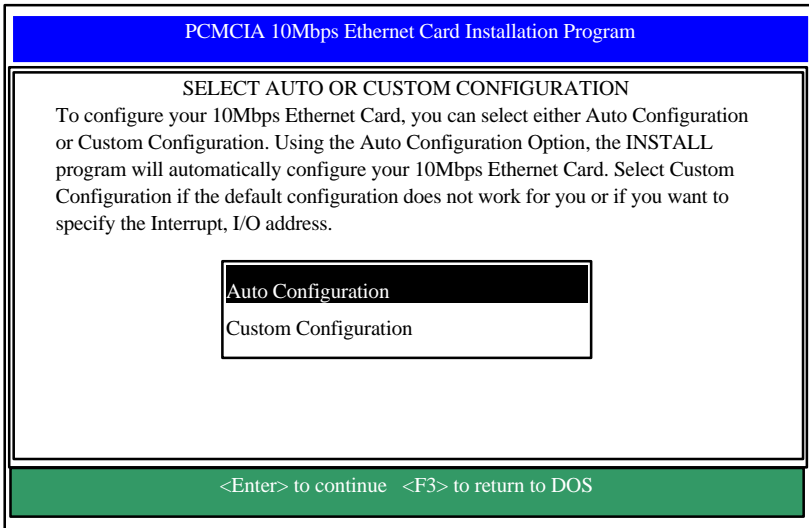 PCMCIA 10Mbps Ethernet Card Installation Program
SELECT AUTO OR CUSTOM CONFIGURATION
To configure your 10Mbps Ethernet Card, you can select either Auto Configuration
or Custom Configuration. Using the Auto Configuration Option, the INSTALL
program will automatically configure your 10Mbps Ethernet Card. Select Custom
Configuration if the default configuration does not work for you or if you want to
specify the Interrupt, I/O address.
Auto Configuration
Custom Configuration
<Enter> to continue <F3> to return to DOS